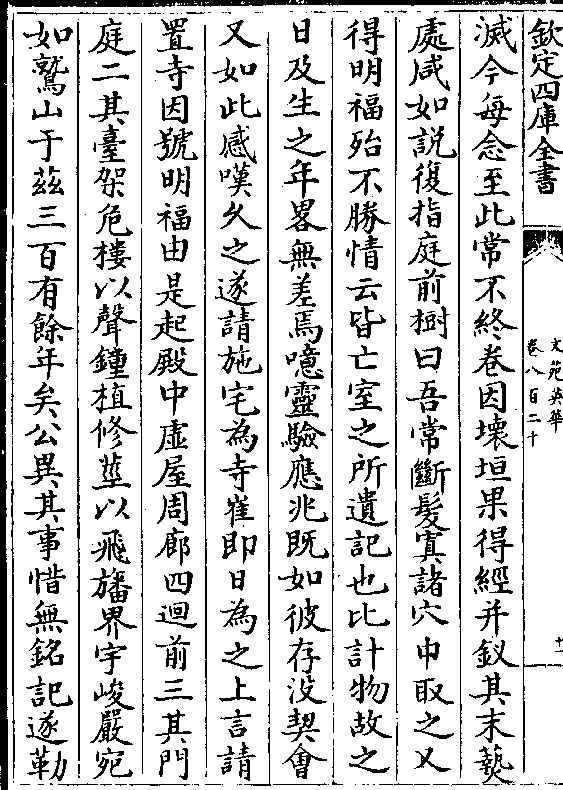 欽定四庫全書
文苑英華
卷八百二十
十
滅今每念至此常不終卷因壞垣果得經并釵其末爇
處咸如説復指庭前樹曰吾常斷髮寘諸穴中取之又
得明福殆不勝情云皆亡室之所遺記也比計物故之
日及生之年畧無差焉噫靈驗應兆既如彼存没契會
又如此感嘆乆之遂請施宅為寺崔即日為之上言請
置寺因號明福由是起殿中虚屋周廊四迴前三其門
庭二其臺架危樓以聲鐘植修莖以飛旛界宇峻嚴宛
如鷲山于茲三百有餘年矣公異其事惜無銘記遂勒